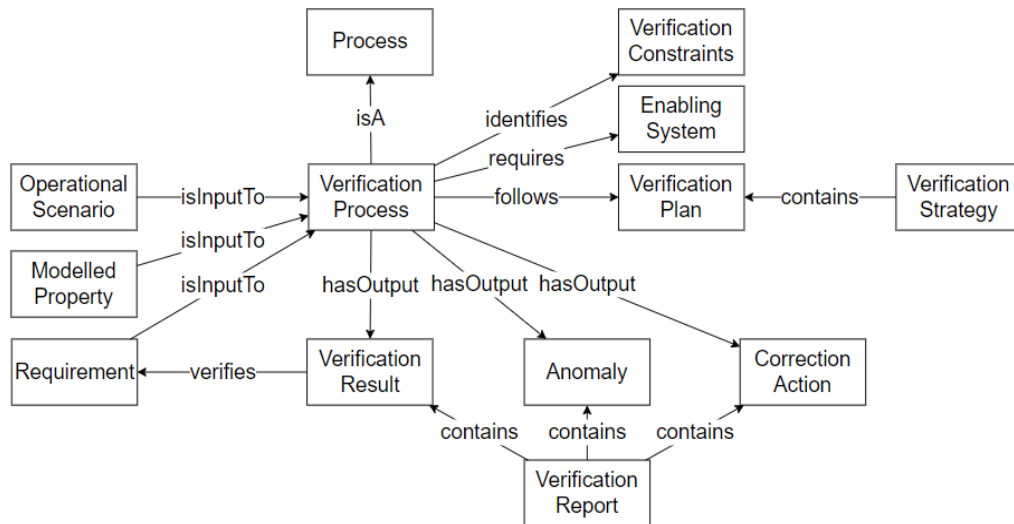 Process
Verification
Constraints
isA
identifies
Enabling
System
requires
Operational
Scenario
isInputTo
Verification
Process
follows
Verification
Plan
contains
Verification
Strategy
isInputTo
Modelled
Property
isInputTo
hasOutput
hasOutput
hasOutput
Requirement
verifies
Verification
Result
Anomaly
Correction
Action
contains
contains
contains
Verification
Report